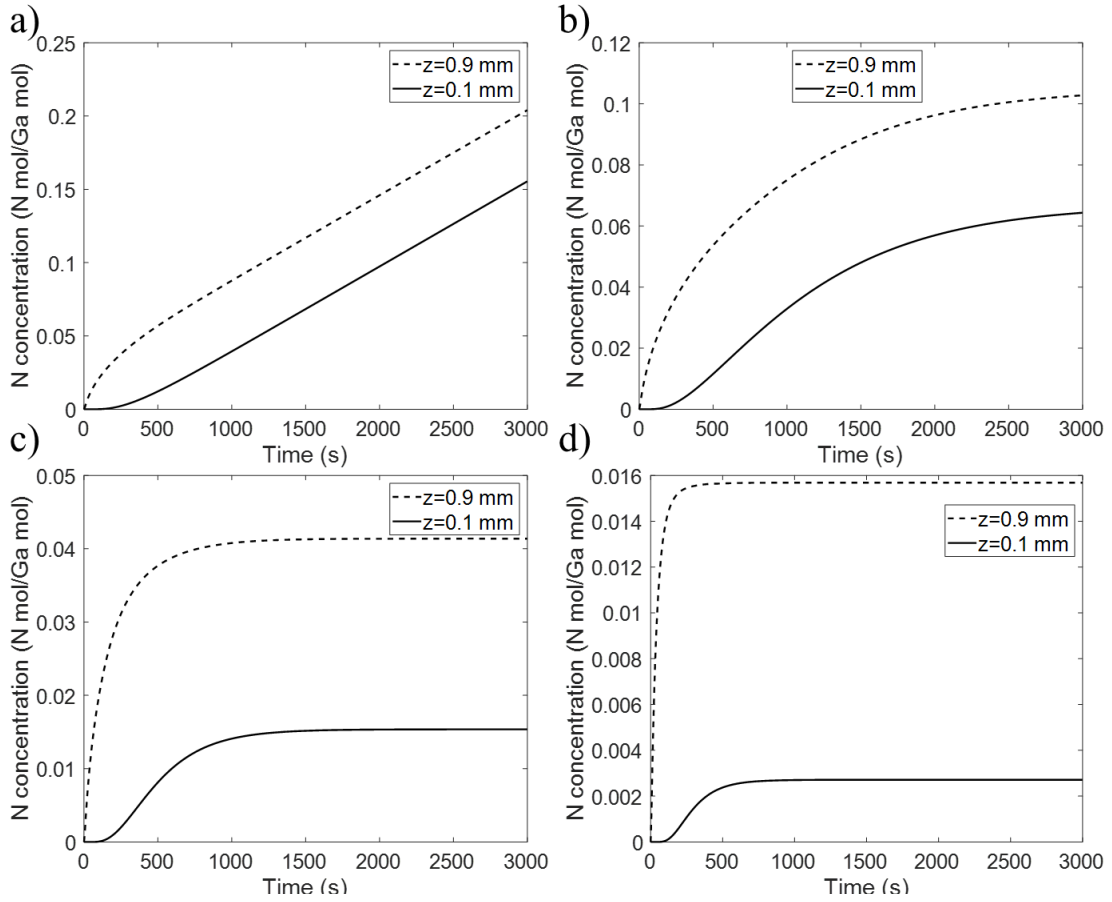 a)
N concentration (N mol/Ga mol)
0.25
0.2
0.15
0.1
0.05
0
z=0.9 mm
z=0.1 mm
0 500 1000 1500 2000 2500 3000
Time (s)
b)
N concentration (N mol/Ga mol)
0.12
0.1
0.08
0.06
0.04
0.02
0
z=0.9 mm
z=0.1 mm
0 500 1000 1500 2000 2500 3000
Time (s)
c)
N concentration (N mol/Ga mol)
0.05
0.04
0.03
0.02
0.01
0
z=0.9 mm
z=0.1 mm
0 500 1000 1500 2000 2500 3000
Time (s)
d)
N concentration (N mol/Ga mol)
0.016
0.014
0.012
0.01
0.008
0.006
0.004
0.002
0
z=0.9 mm
z=0.1 mm
0 500 1000 1500 2000 2500 3000
Time (s)